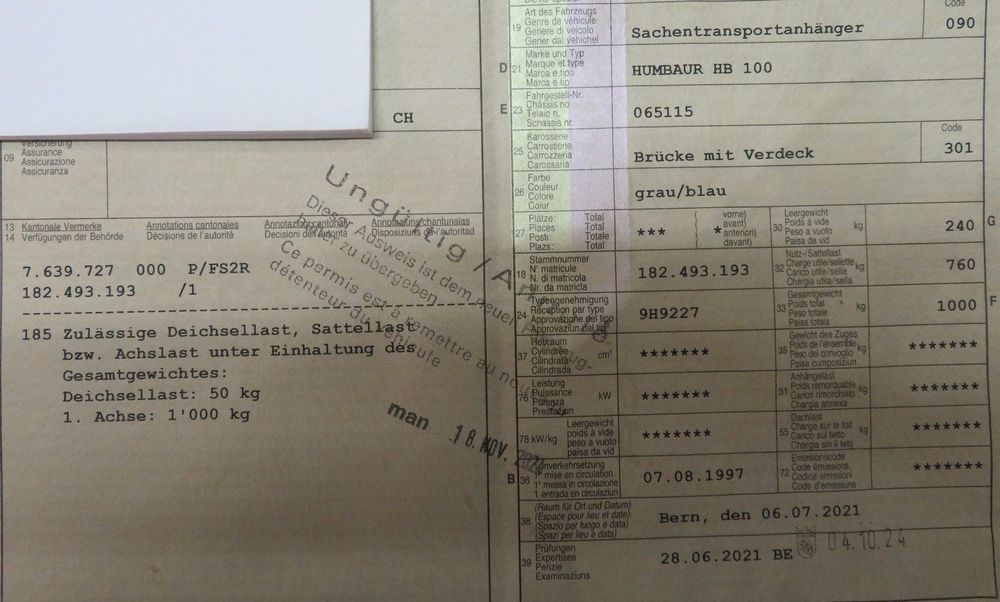 CH
09 Versicherung
Assurance
Assicurazione
Assicuranza
13 Kantonale Vermerke Annotations cantonales Annotazioni cantonali Annotaziuns chantunalas
14 Verfügungen der Behörde Décisions de l'autorité Decisioni dell'autorità Disposiziuns da l'autoritad
7.639.727 000 P/FS2R
182.493.193 /1
185 Zulässige Deichsellast, Sattellast
bzw. Achslast unter Einhaltung des
Gesamtgewichtes:
Deichsellast: 50 kg
1. Achse: 1'000 kg
Ungültig /
Dieser Ausweis ist dem neuen
halter zu übergeben
Ce permis est à remettre au
détenteur du véhicule
man 18. NOV.
19 Art des Fahrzeugs
Genre de véhicule
Genere di veicolo
Gener dal vehichel
Sachentransportanhänger
Code
090
D 21 Marke und Typ
Marque et type
Marca e tipo
Marca e tip
HUMBAUR HB 100
E 23 Fahrgestell-Nr.
Châssis no
Telaio n.
Schassis nr.
065115
25 Karosserie
Carrosserie
Carrozzeria
Carossaria
Brücke mit Verdeck
Code
301
26 Farbe
Couleur
Colore
Colur
grau/blau
27 Plätze: Total
Places: Total
Posti: Totale
Plazs: Total
*** * vorne)
avant)
anteriori)
davant)
30 Leergewicht
Poids à vide
Peso a vuoto
Paisa da vid
kg 240 G
18 Stammnummer
N° matricule
N. di matricola
Nr. da matricla
182.493.193
32 Nutz-/Sattellast
Charge utile/sellette
Carico utile/sella
Chargia utila/sella
kg 760
24 Typengenehmigung
Réception par type
Approvazione del tipo
Approvaziun dal tip
9H9227
33 Gesamtgewicht
Poids total
Peso totale
Paisa totala
kg 1000 F
37 Hubraum
Cylindrée
Cilindrata
Cilindrada
cm³ *******
35 Gewicht des Zuges
Poids de l'ensemble
Peso del convoglio
Paisa cumposiziun
kg *******
76 Leistung
Puissance
Potenza
Prestaziun
kW *******
31 Anhängelast
Poids remorquable
Carico rimorchiato
Chargia annexa
kg *******
78 kW/kg Leergewicht
poids à vide
peso a vuoto
paisa da vid
*******
55 Dachlast
Charge sur le toit
Carico sul tetto
Chargia sin il tetg
kg *******
B 36 Inverkehrsetzung
1re mise en circulation
1a messa in circolazione
1. entrada en circulaziun
07.08.1997
72 Emissionscode
Code émissions
Codice emissioni
Code d'emissiuns
*******
38 (Raum für Ort und Datum)
(Espace pour lieu et date)
(Spazio per luogo e data)
(Spazi per lieu e data)
Bern, den 06.07.2021
39 Prüfungen
Expertises
Perizie
Examinaziuns
28.06.2021 BE 04.10.24